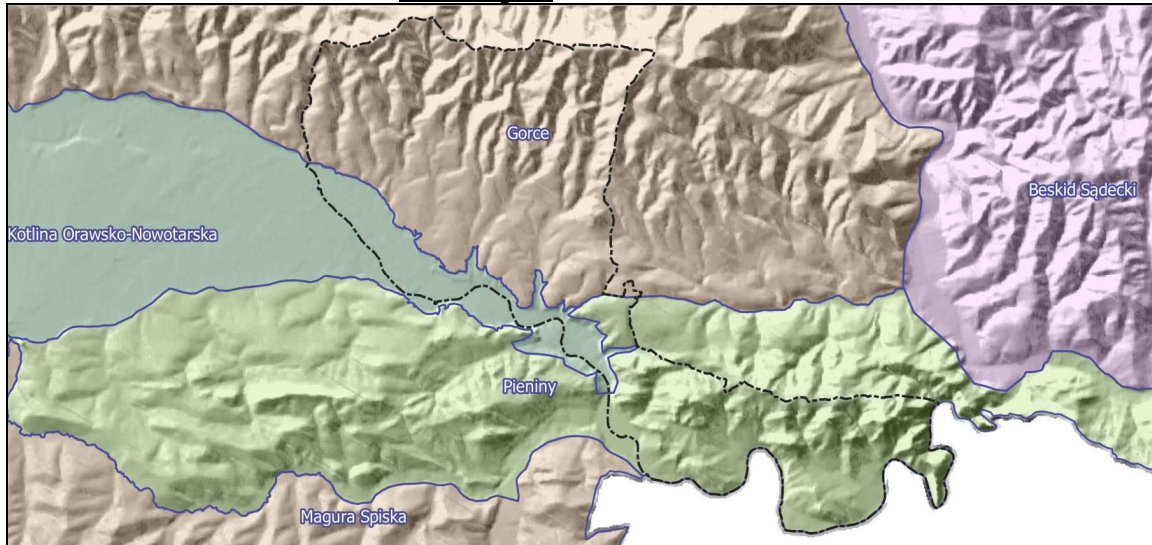 Gorce
Beskid Sądecki
Kotlina Orawsko-Nowotarska
Pieniny
Magura Spiska